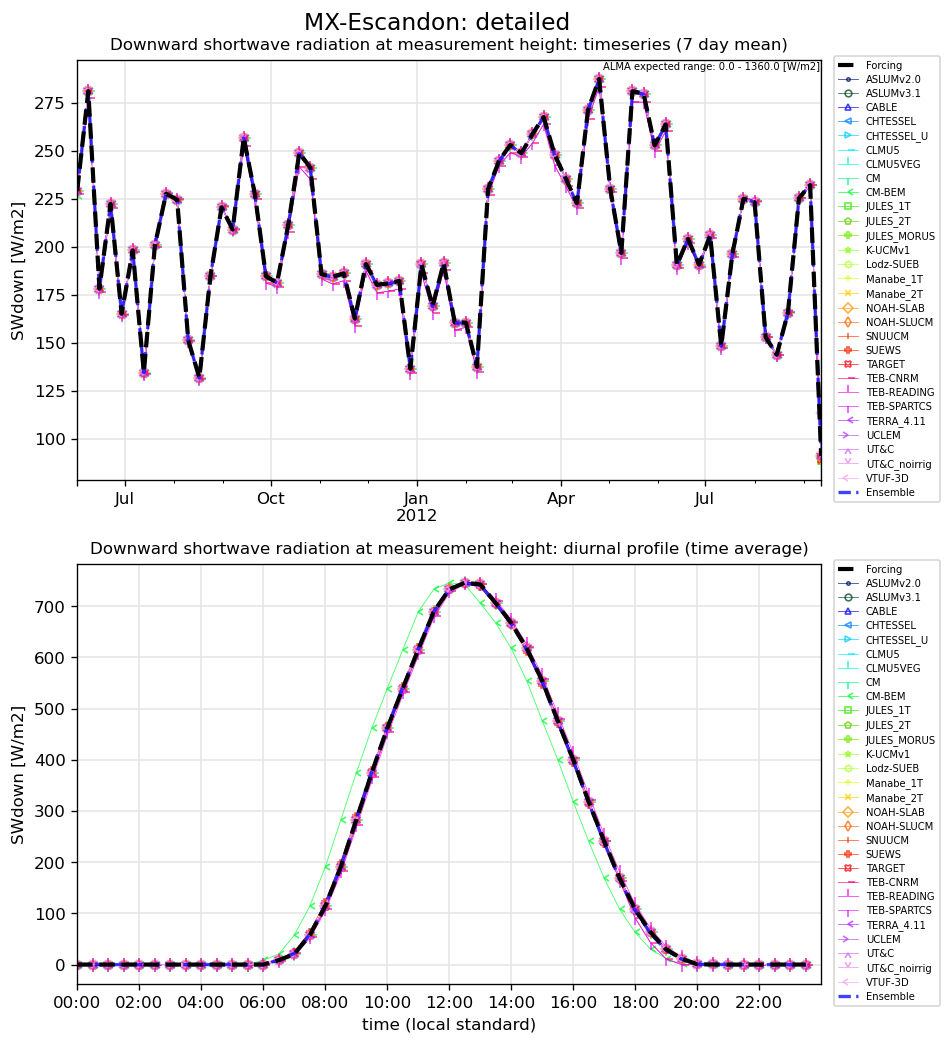 MX-Escandon: detailed
Downward shortwave radiation at measurement height: timeseries (7 day mean)
ALMA expected range: 0.0 - 1360.0 [W/m2]
SWdown [W/m2]
275
250
225
200
175
150
125
100
Jul
Oct
Jan
2012
Apr
Jul
Forcing
ASLUMv2.0
ASLUMv3.1
CABLE
CHTESSEL
CHTESSEL_U
CLMU5
CLMU5VEG
CM
CM-BEM
JULES_1T
JULES_2T
JULES_MORUS
K-UCMv1
Lodz-SUEB
Manabe_1T
Manabe_2T
NOAH-SLAB
NOAH-SLUCM
SNUUCM
SUEWS
TARGET
TEB-CNRM
TEB-READING
TEB-SPARTCS
TERRA_4.11
UCLEM
UT&C
UT&C_noirrig
VTUF-3D
Ensemble
Downward shortwave radiation at measurement height: diurnal profile (time average)
SWdown [W/m2]
700
600
500
400
300
200
100
0
00:00
02:00
04:00
06:00
08:00
10:00
12:00
14:00
16:00
18:00
20:00
22:00
time (local standard)
Forcing
ASLUMv2.0
ASLUMv3.1
CABLE
CHTESSEL
CHTESSEL_U
CLMU5
CLMU5VEG
CM
CM-BEM
JULES_1T
JULES_2T
JULES_MORUS
K-UCMv1
Lodz-SUEB
Manabe_1T
Manabe_2T
NOAH-SLAB
NOAH-SLUCM
SNUUCM
SUEWS
TARGET
TEB-CNRM
TEB-READING
TEB-SPARTCS
TERRA_4.11
UCLEM
UT&C
UT&C_noirrig
VTUF-3D
Ensemble